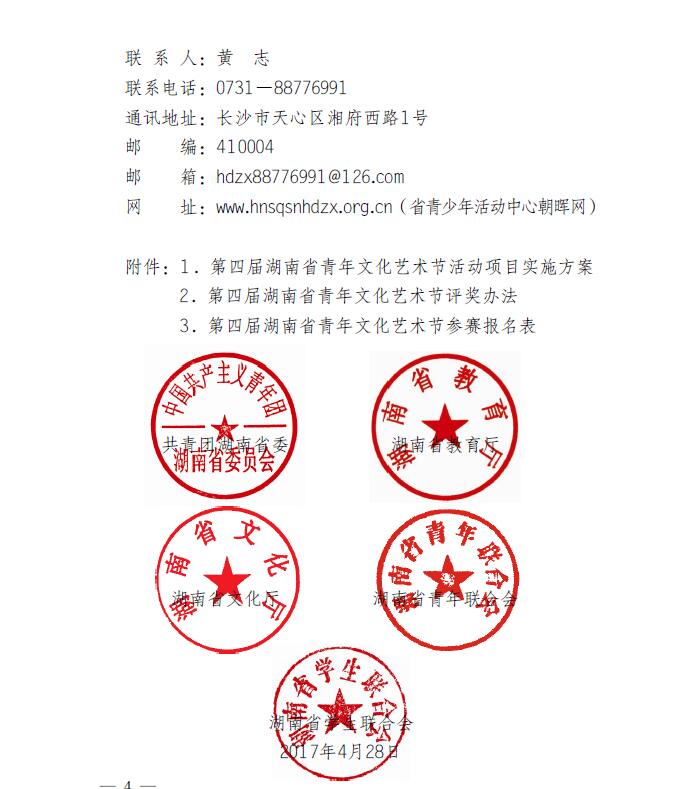 联 系 人：黄　志
联系电话：0731－88776991
通讯地址：长沙市天心区湘府西路1号
邮　　编：410004
邮　　箱：hdzx88776991@126.com
网　　址：www.hnsqsnhdzx.org.cn（省青少年活动中心朝晖网）
附件：1．第四届湖南省青年文化艺术节活动项目实施方案
2．第四届湖南省青年文化艺术节评奖办法
3．第四届湖南省青年文化艺术节参赛报名表
中国共产主义青年团
共青团湖南省委
湖南省委员会
湖南省教育厅
湖南省教育厅
湖南省文化厅
湖南省文化厅
湖南省青年联合会
湖南省青年联合会
湖南省学生联合会
湖南省学生联合会
2017年4月28日
— 4 —